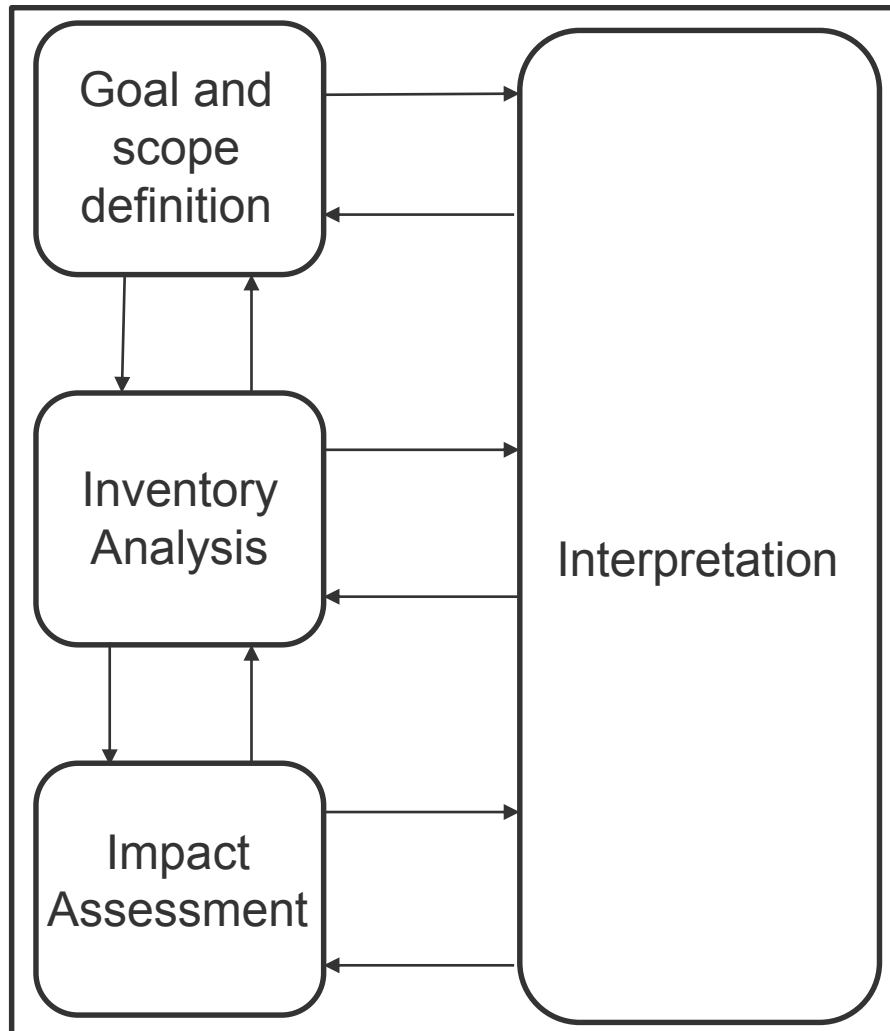 Goal and
scope
definition
Inventory
Analysis
Interpretation
Impact
Assessment